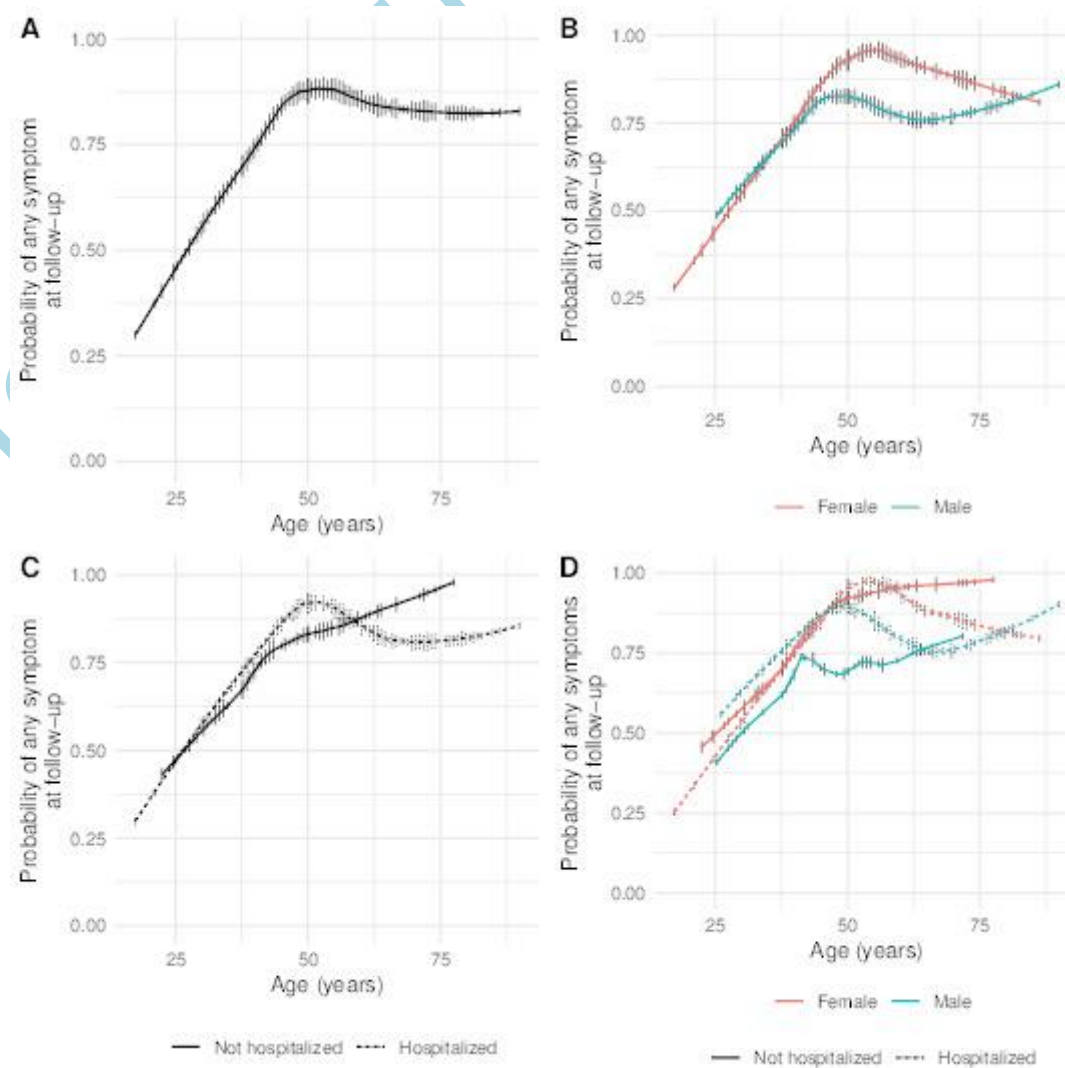 A
1.00
0.75
0.50
0.25
0.00
Probability of any symptom
at follow-up
25 50 75
Age (years)
B
1.00
0.75
0.50
0.25
0.00
Probability of any symptom
at follow-up
25 50 75
Age (years)
Female Male
C
1.00
0.75
0.50
0.25
0.00
Probability of any symptom
at follow-up
25 50 75
Age (years)
Not hospitalized Hospitalized
D
1.00
0.75
0.50
0.25
0.00
Probability of any symptoms
at follow-up
25 50 75
Age (years)
Female Male
Not hospitalized Hospitalized